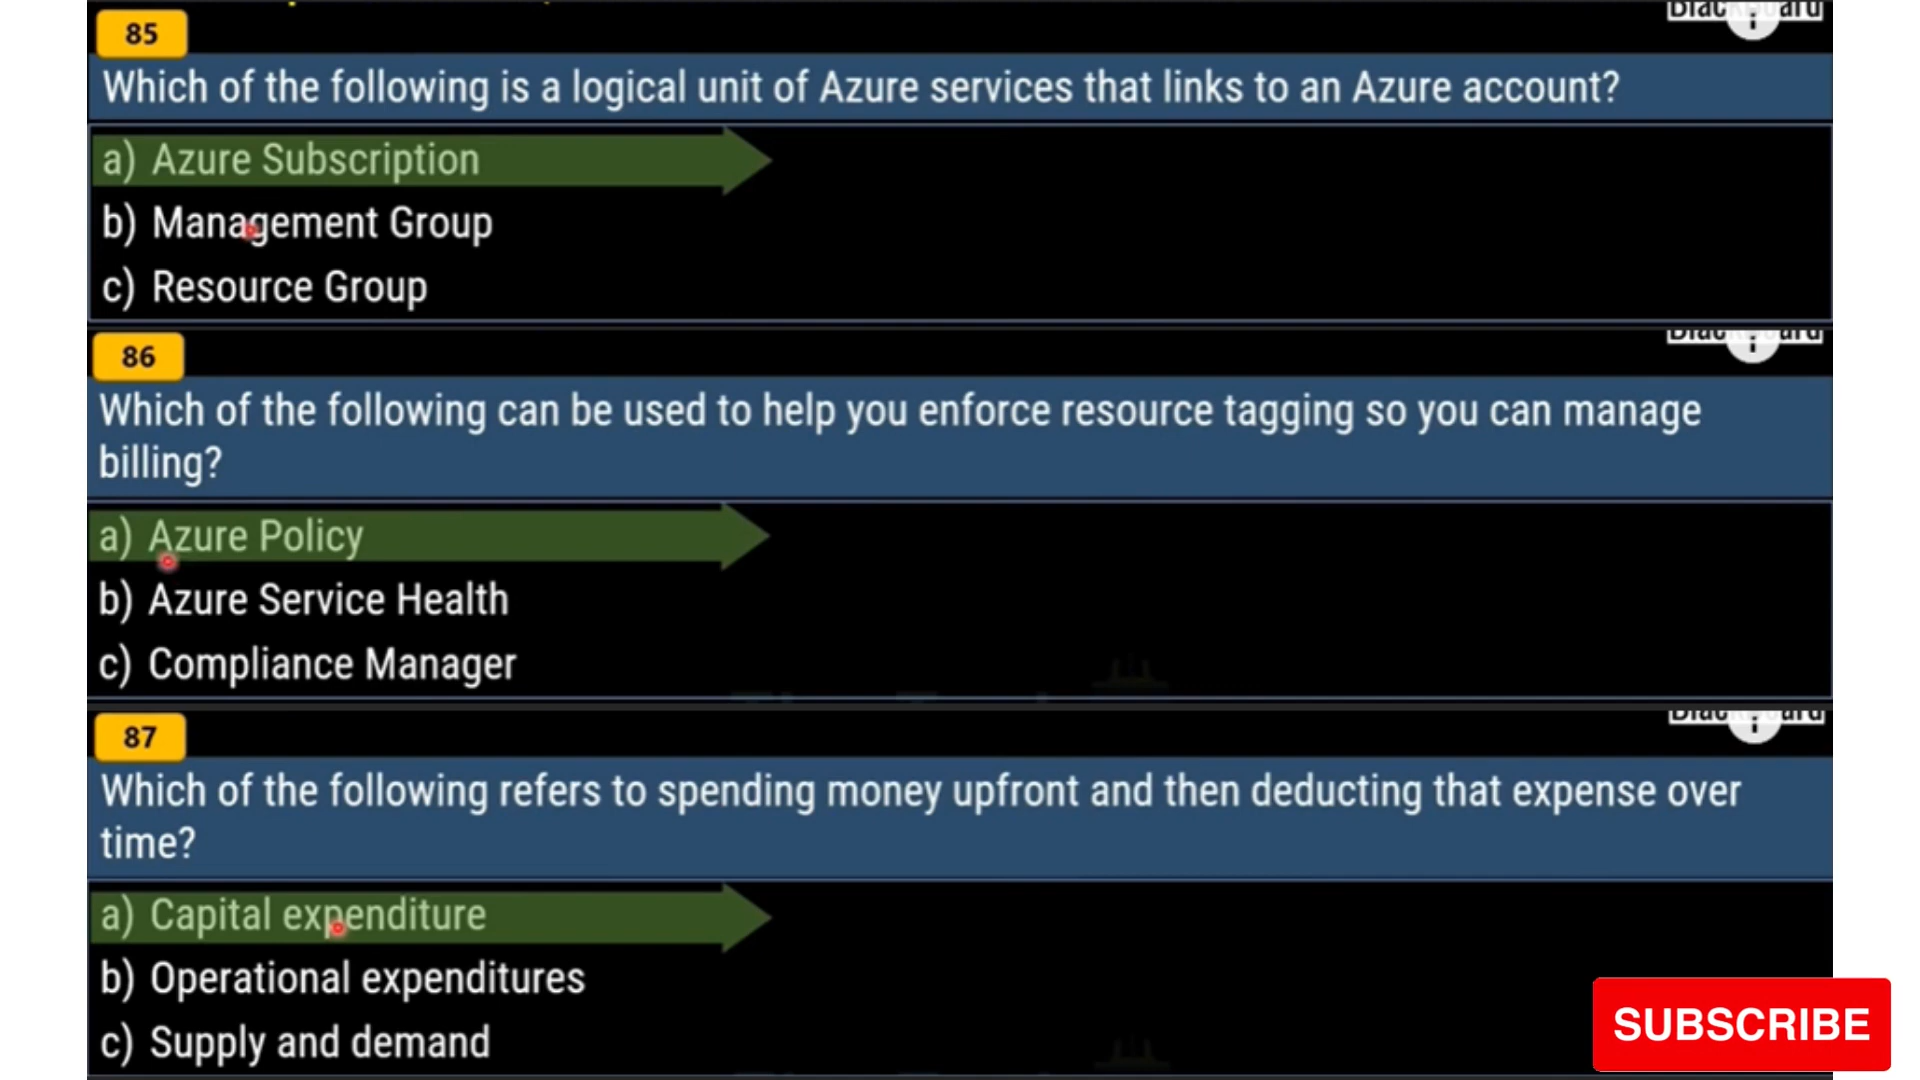 85
Which of the following is a logical unit of Azure services that links to an Azure account?
a) Azure Subscription
b) Management Group
c) Resource Group
86
Which of the following can be used to help you enforce resource tagging so you can manage
billing?
a) Azure Policy
b) Azure Service Health
c) Compliance Manager
87
Which of the following refers to spending money upfront and then deducting that expense over
time?
a) Capital expenditure
b) Operational expenditures
c) Supply and demand
SUBSCRIBE